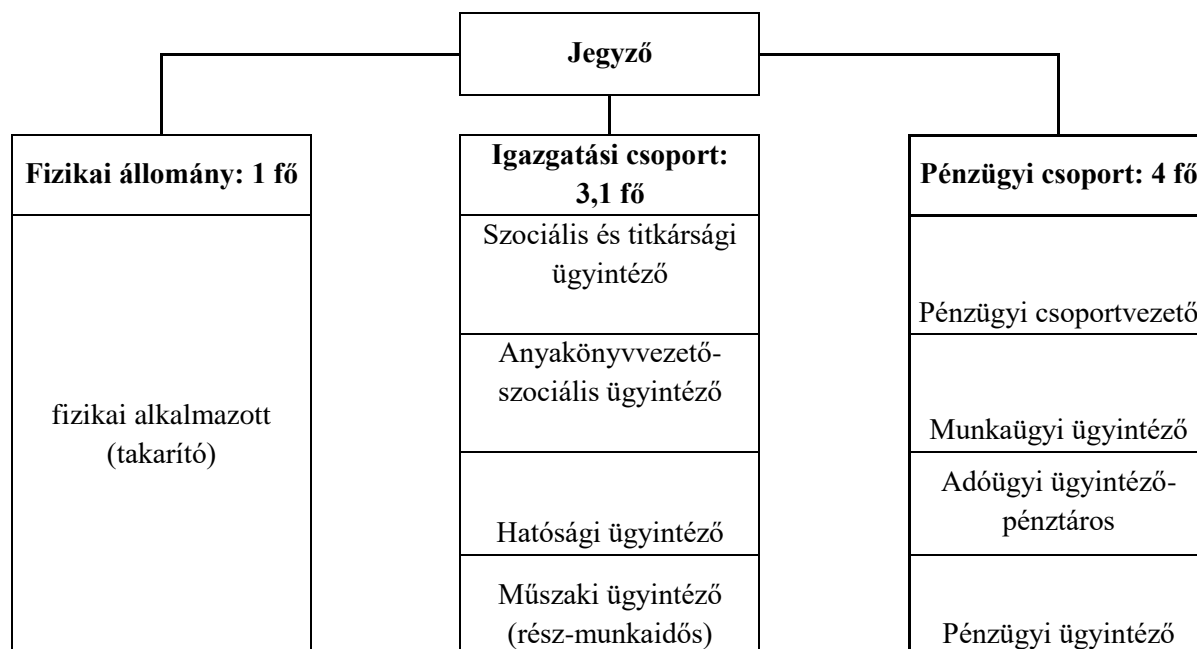 Jegyző
Fizikai állomány: 1 fő
fizikai alkalmazott
(takarító)
Igazgatási csoport:
3,1 fő
Szociális és titkársági
ügyintéző
Anyakönyvvezető-
szociális ügyintéző
Hatósági ügyintéző
Műszaki ügyintéző
(rész-munkaidős)
Pénzügyi csoport: 4 fő
Pénzügyi csoportvezető
Munkaügyi ügyintéző
Adóügyi ügyintéző-
pénztáros
Pénzügyi ügyintéző